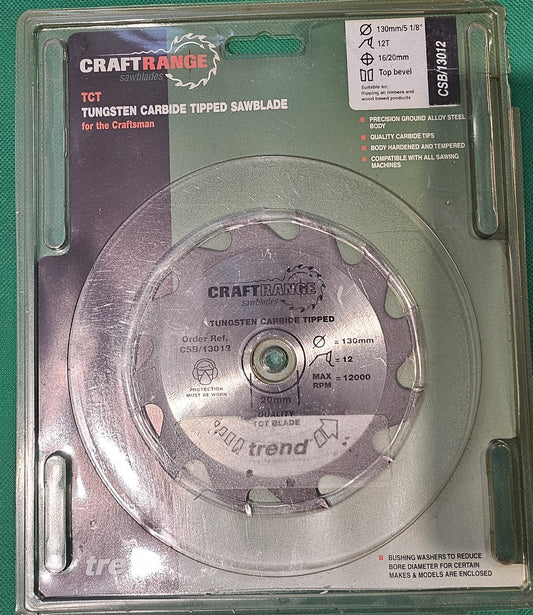 CRAFTRANGE
sawblades
TCT
TUNGSTEN CARBIDE TIPPED SAWBLADE
for the Craftsman
130mm/5 1/8"
12T
16/20mm
Top bevel
Suitable for:
Ripping all timbers and
wood based products
CSB/13012
PRECISION GROUND ALLOY STEEL
BODY
QUALITY CARBIDE TIPS
BODY HARDENED AND TEMPERED
COMPATIBLE WITH ALL SAWING
MACHINES
CRAFTRANGE
sawblades
TUNGSTEN CARBIDE TIPPED
Order Ref.
CSB/13012
PROTECTION
MUST BE WORN
= 130mm
= 12
MAX
RPM = 12000
20mm
QUALITY
TCT BLADE
trend
tre
BUSHING WASHERS TO REDUCE
BORE DIAMETER FOR CERTAIN
MAKES & MODELS ARE ENCLOSED